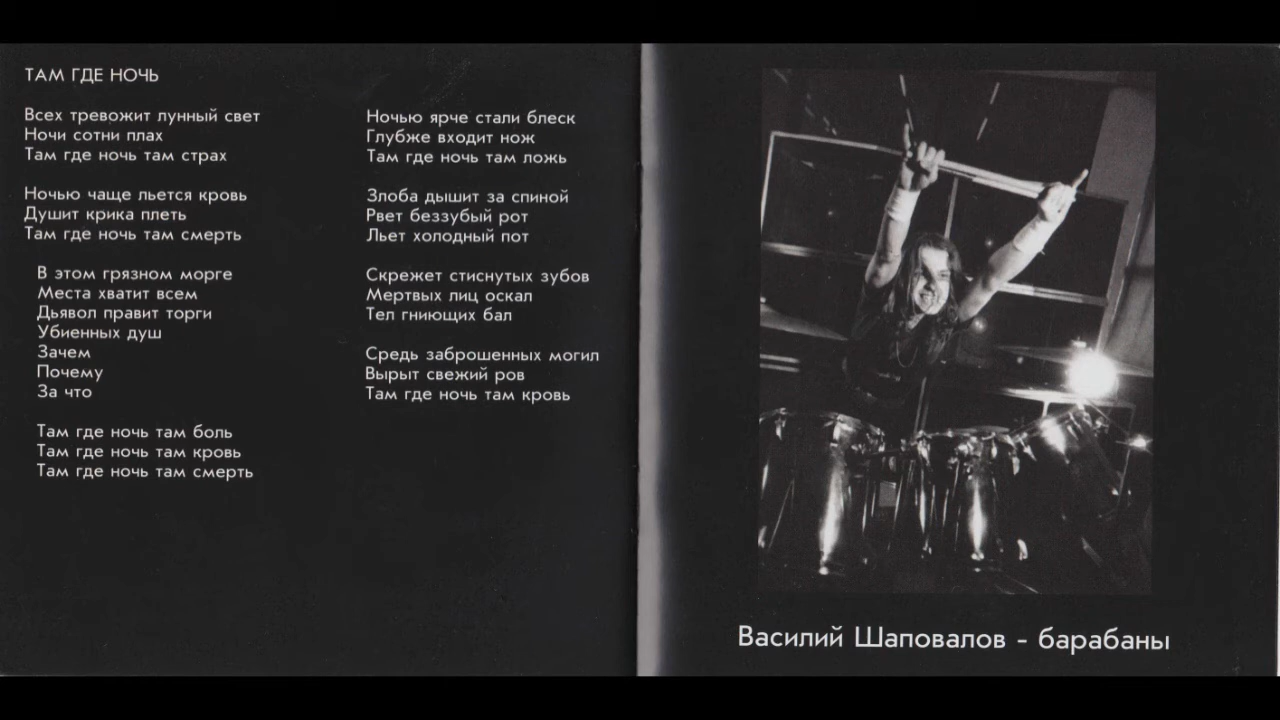 ТАМ ГДЕ НОЧЬ
Всех тревожит лунный свет
Ночи сотни плах
Там где ночь там страх
Ночью чаще льется кровь
Душит крика плеть
Там где ночь там смерть
В этом грязном морге
Места хватит всем
Дьявол правит торги
Убиенных душ
Зачем
Почему
За что
Там где ночь там боль
Там где ночь там кровь
Там где ночь там смерть
Ночью ярче стали блеск
Глубже входит нож
Там где ночь там ложь
Злоба дышит за спиной
Рвет беззубый рот
Льет холодный пот
Скрежет стиснутых зубов
Мертвых лиц оскал
Тел гниющих бал
Средь заброшенных могил
Вырыт свежий ров
Там где ночь там кровь
Василий Шаповалов - барабаны